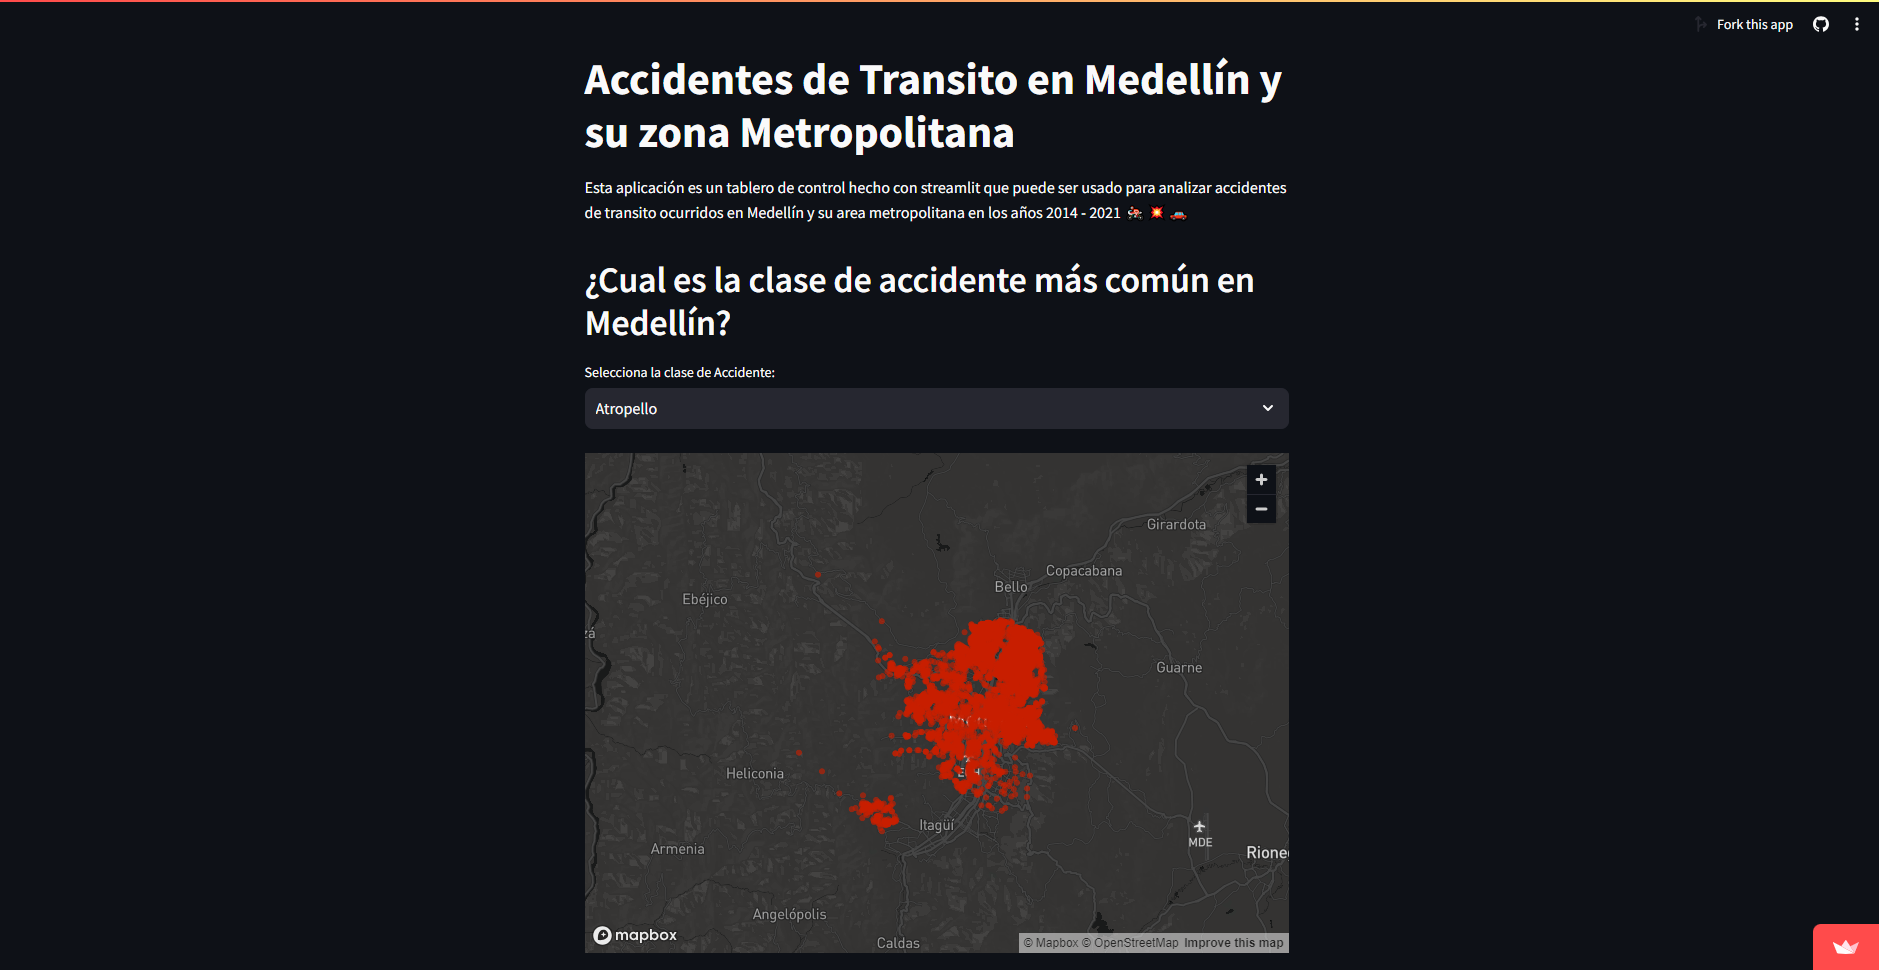 Fork this app
Accidentes de Transito en Medellín y
su zona Metropolitana
Esta aplicación es un tablero de control hecho con streamlit que puede ser usado para analizar accidentes
de transito ocurridos en Medellín y su area metropolitana en los años 2014 - 2021
¿Cual es la clase de accidente más común en
Medellín?
Selecciona la clase de Accidente:
Atropello
Girardota
Copacabana
Bello
Ebéjico
Guarne
Heliconia
Itagüí
MDE
Armenia
Angelópolis
Caldas
mapbox
© Mapbox © OpenStreetMap Improve this map